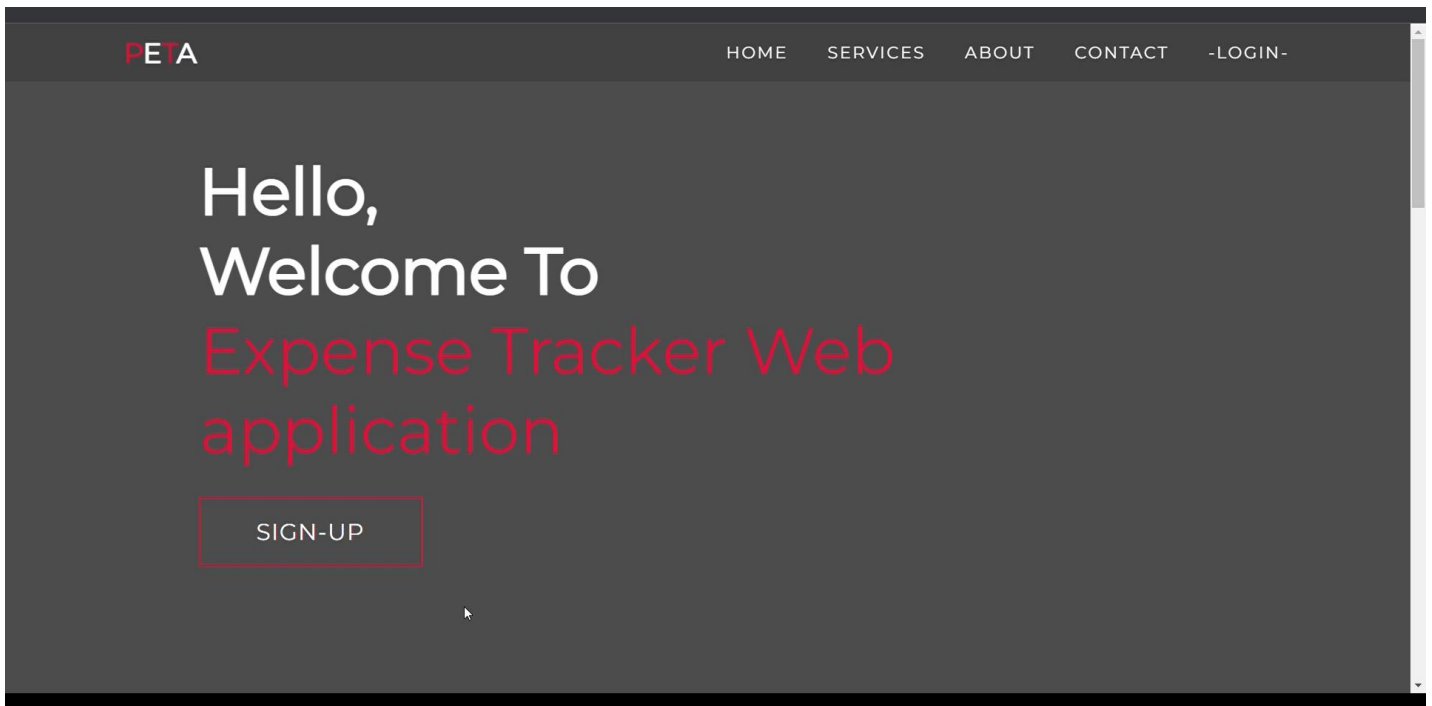 PETA
HOME SERVICES ABOUT CONTACT -LOGIN-
Hello,
Welcome To
Expense Tracker Web
application
SIGN-UP